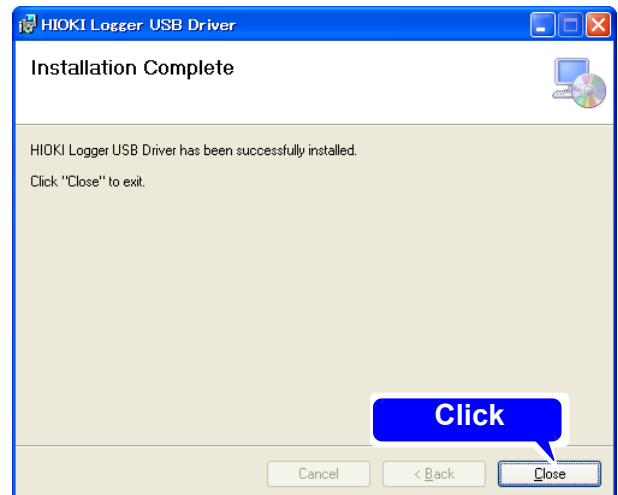 HIOKI Logger USB Driver
Installation Complete
HIOKI Logger USB Driver has been successfully installed.
Click "Close" to exit.
Click
Cancel
< Back
Close